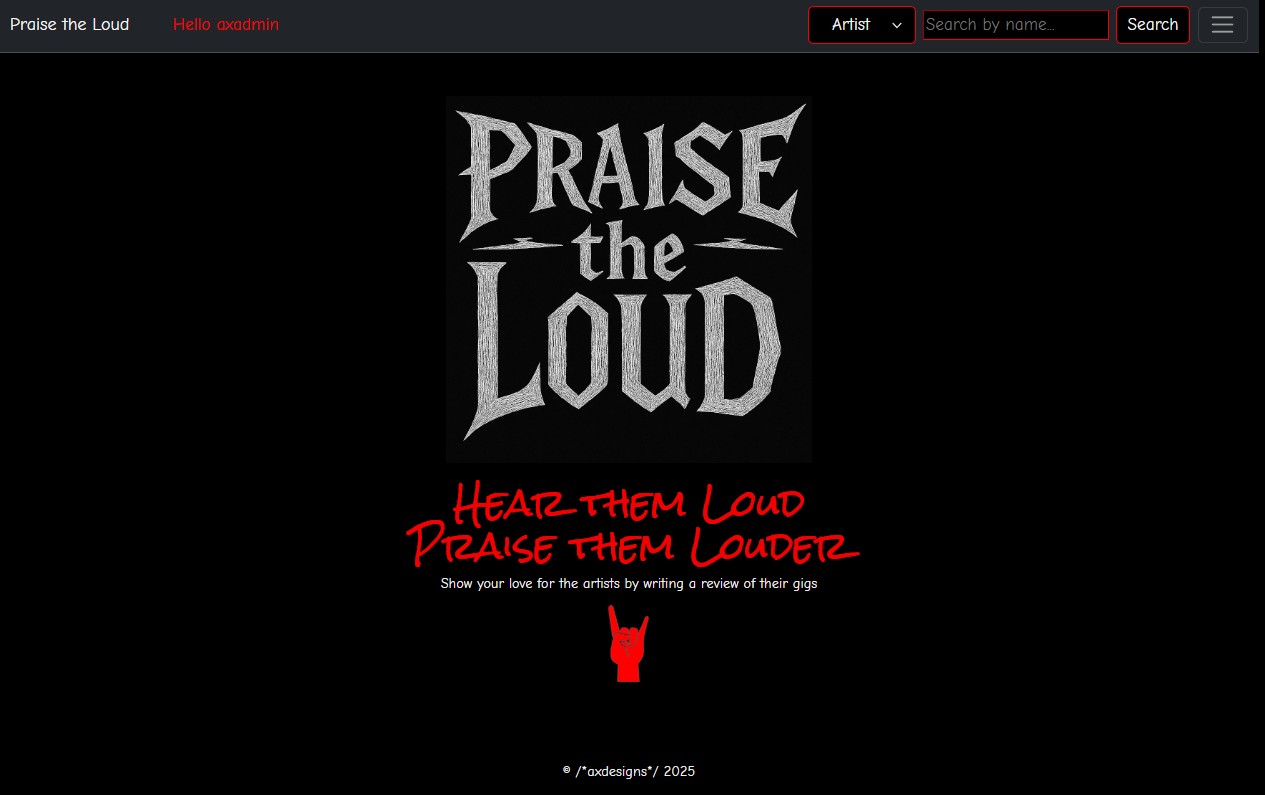 Praise the Loud
Hello axadmin
Artist
Search by name...
Search
PRAISE
the
LOUD
Hear them Loud
Praise them Louder
Show your love for the artists by writing a review of their gigs
© /*axdesigns*/ 2025